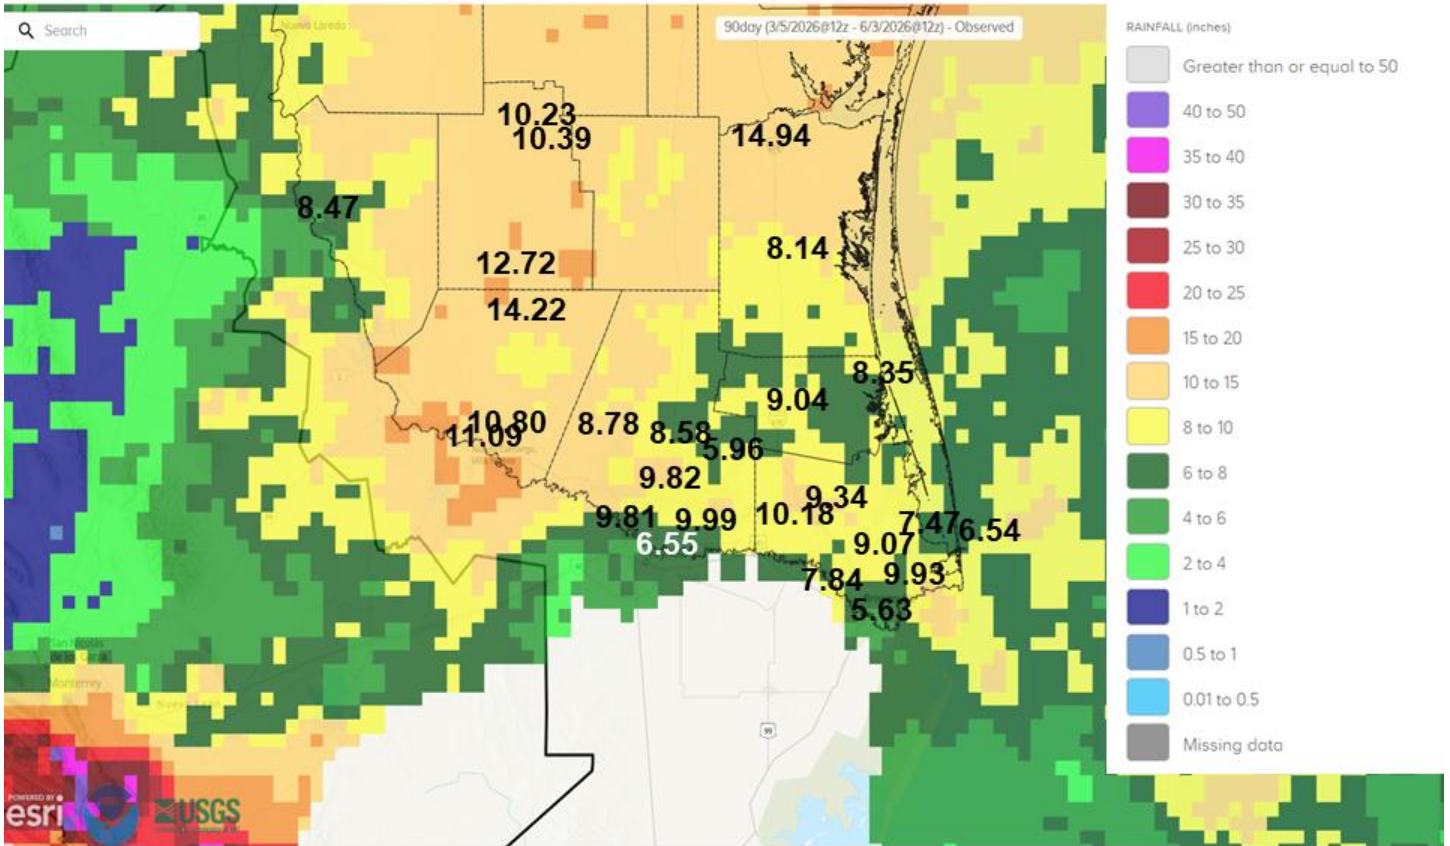 Search
Nuevo Laredo
90day (3/5/2026@12z - 6/3/2026@12z) - Observed
RAINFALL (inches)
Greater than or equal to 50
40 to 50
35 to 40
30 to 35
25 to 30
20 to 25
15 to 20
10 to 15
8 to 10
6 to 8
4 to 6
2 to 4
1 to 2
0.5 to 1
0.01 to 0.5
Missing data
10.23
10.39
14.94
8.47
8.14
12.72
14.22
8.35
9.04
10.80
11.09
8.78
8.58
5.96
9.82
9.34
9.81
9.99
10.18
7.47
6.54
6.55
9.07
7.84
9.93
5.63
San Nicolás
de los Garza
Monterrey
99
POWERED BY
esri
USGS